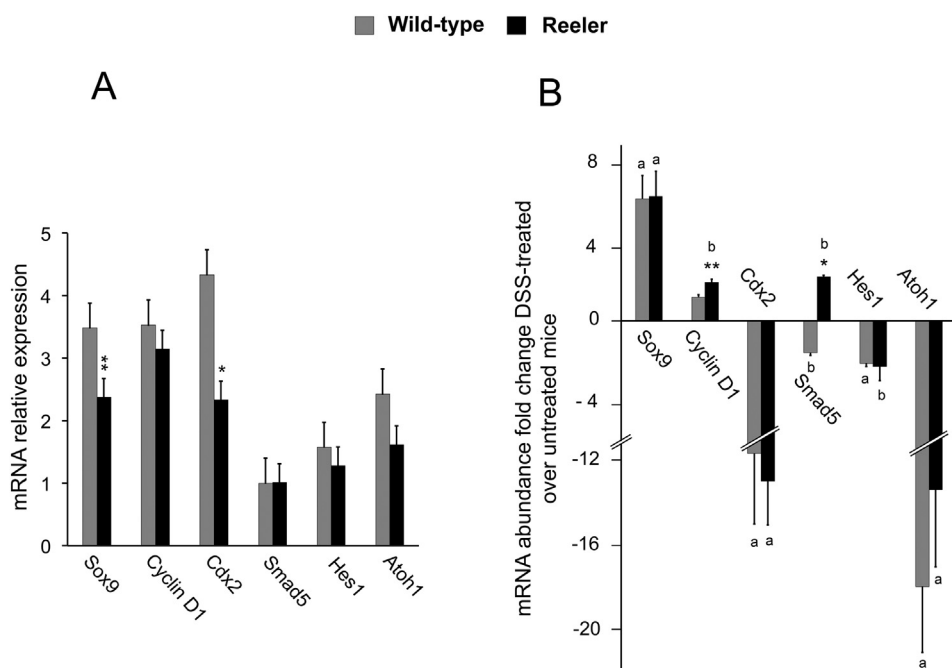 Wild-type Reeler
A
B
mRNA relative expression
5
4
3
2
1
0
**
*
Sox9
Cyclin D1
Cdx2
Smad5
Hes1
Atoh1
mRNA abundance fold change DSS-treated
over untreated mice
8
4
0
- 4
-12
-16
-20
a a
b
**
b
*
Cdx2
Hes1
Atoh1
Sox9
Cyclin D1
Smad5
b
a
b
a a
a
a